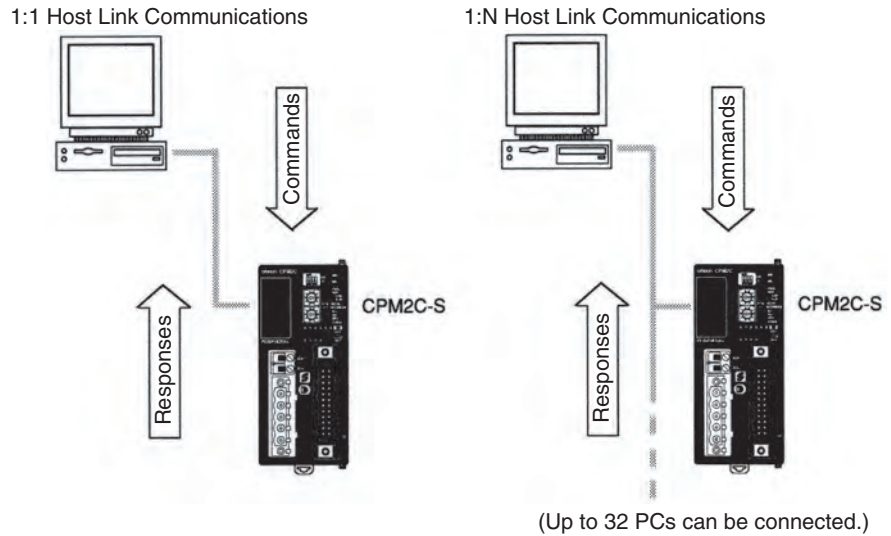 1:1 Host Link Communications
1:N Host Link Communications
Commands
Responses
CPM2C-S
Commands
Responses
CPM2C-S
(Up to 32 PCs can be connected.)